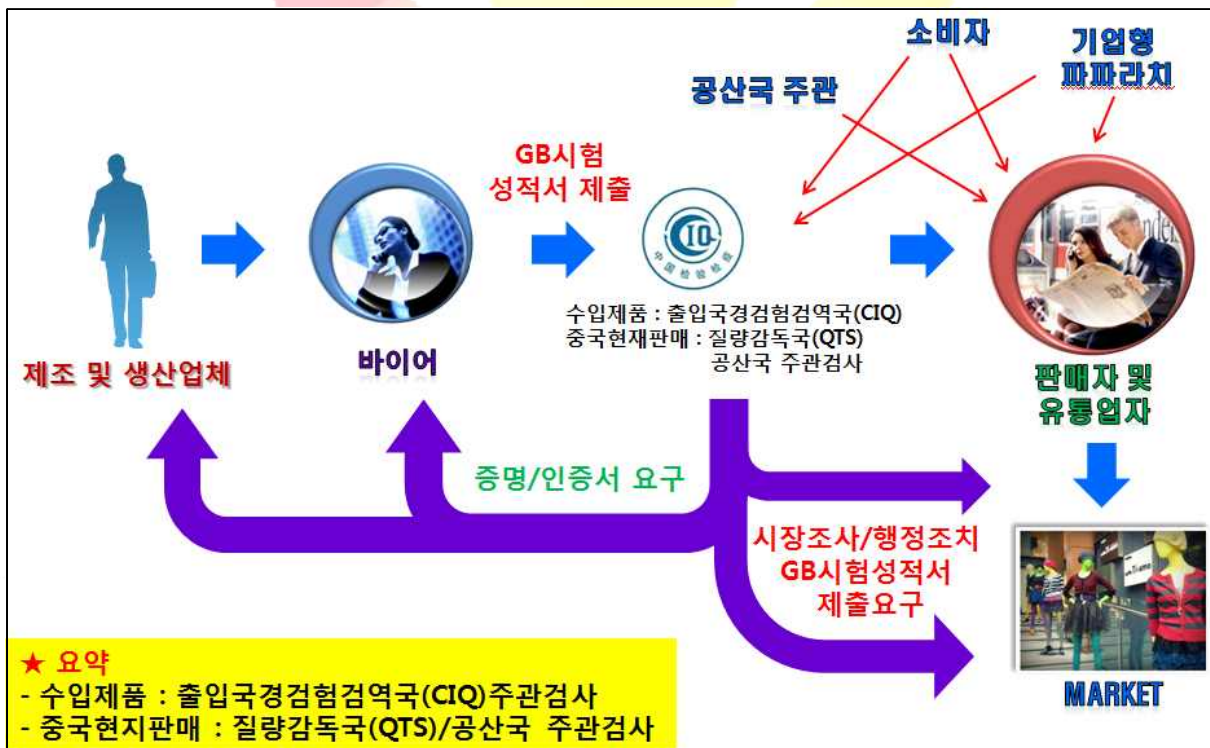 소비자
기업형
파파라치
공산국 주관
GB시험
성적서 제출
CIQ
中国检验检疫
수입제품 : 출입국경검험검역국(CIQ)
중국현재판매 : 질량감독국(QTS)
공산국 주관검사
제조 및 생산업체
바이어
판매자 및
유통업자
증명/인증서 요구
시장조사/행정조치
GB시험성적서
제출요구
MARKET
★ 요약
- 수입제품 : 출입국경검험검역국(CIQ)주관검사
- 중국현지판매 : 질량감독국(QTS)/공산국 주관검사